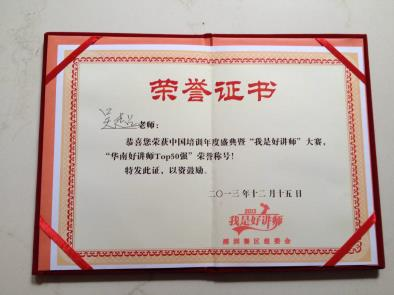 荣誉证书
老师：
恭喜您荣获中国培训年度盛典暨“我是好讲师”大赛，
“华南好讲师Top50强”荣誉称号！
特发此证，以资鼓励。
二〇一三年十二月十五日
2013
我是好讲师
深圳赛区组委会